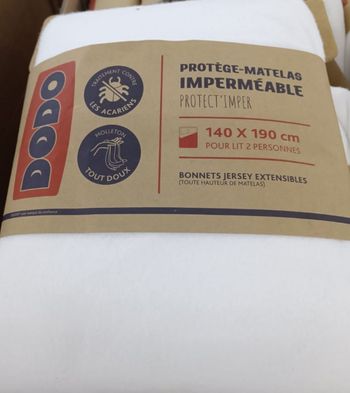 DODO
TRAITEMENT CONTRE
LES ACARIENS
MOLLETON
TOUT DOUX
PROTÈGE-MATELAS
IMPERMÉABLE
PROTECT'IMPER
140 X 190 cm
POUR LIT 2 PERSONNES
BONNETS JERSEY EXTENSIBLES
(TOUTE HAUTEUR DE MATELAS)